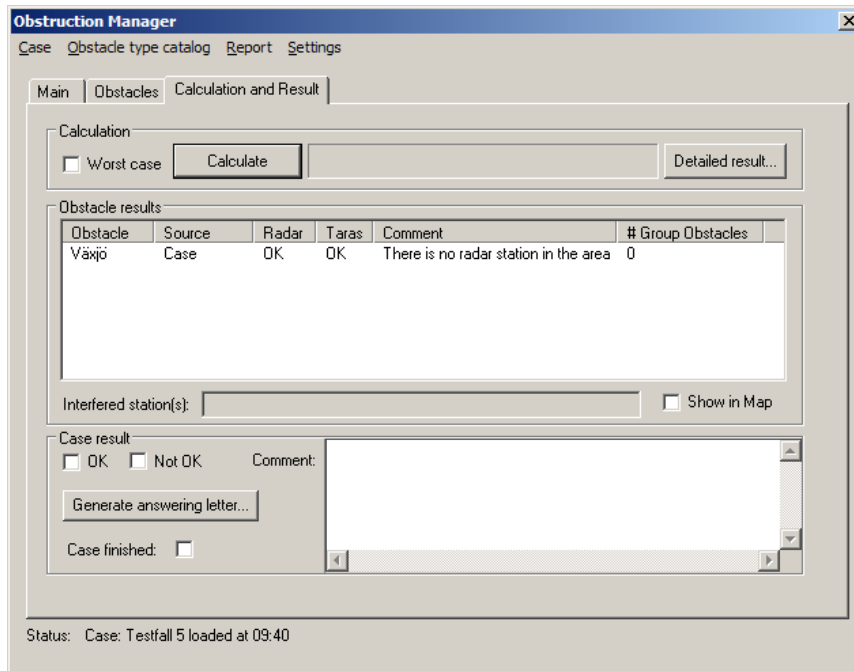 Obstruction Manager
Case Obstacle type catalog Report Settings
Main Obstacles Calculation and Result
Calculation
Worst case Calculate Detailed result...
Obstacle results
Obstacle Source Radar Taras Comment # Group Obstacles
Växjö Case OK OK There is no radar station in the area 0
Interfered station(s): Show in Map
Case result
OK Not OK Comment:
Generate answering letter...
Case finished:
Status: Case: Testfall 5 loaded at 09:40